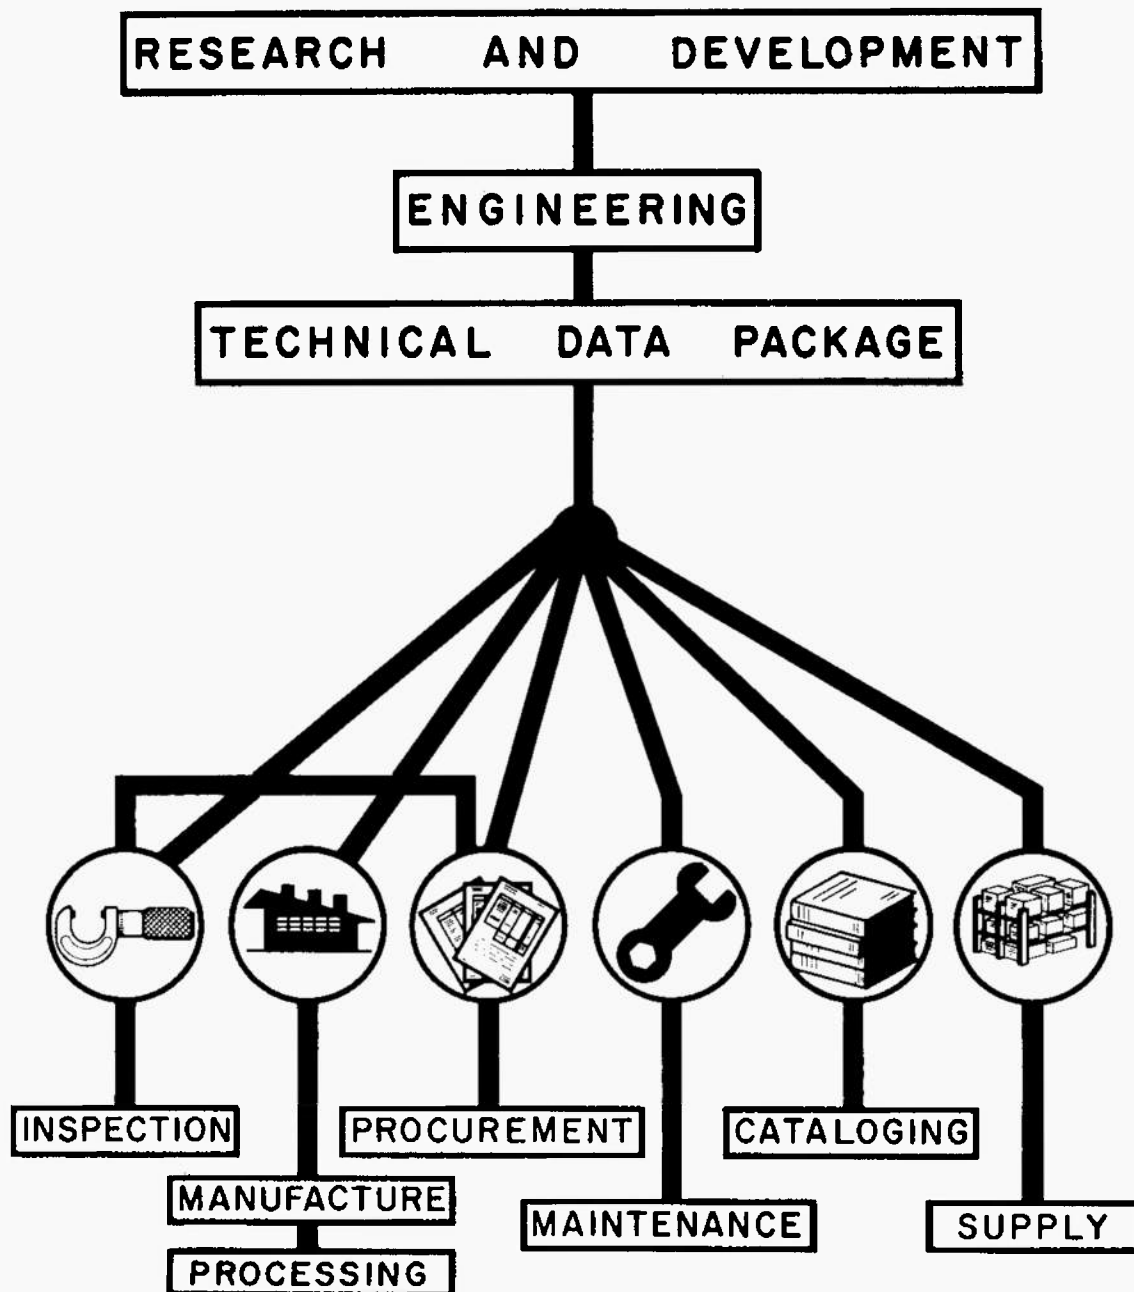 RESEARCH AND DEVELOPMENT
ENGINEERING
TECHNICAL DATA PACKAGE
INSPECTION
PROCUREMENT
CATALOGING
MANUFACTURE
MAINTENANCE
SUPPLY
PROCESSING